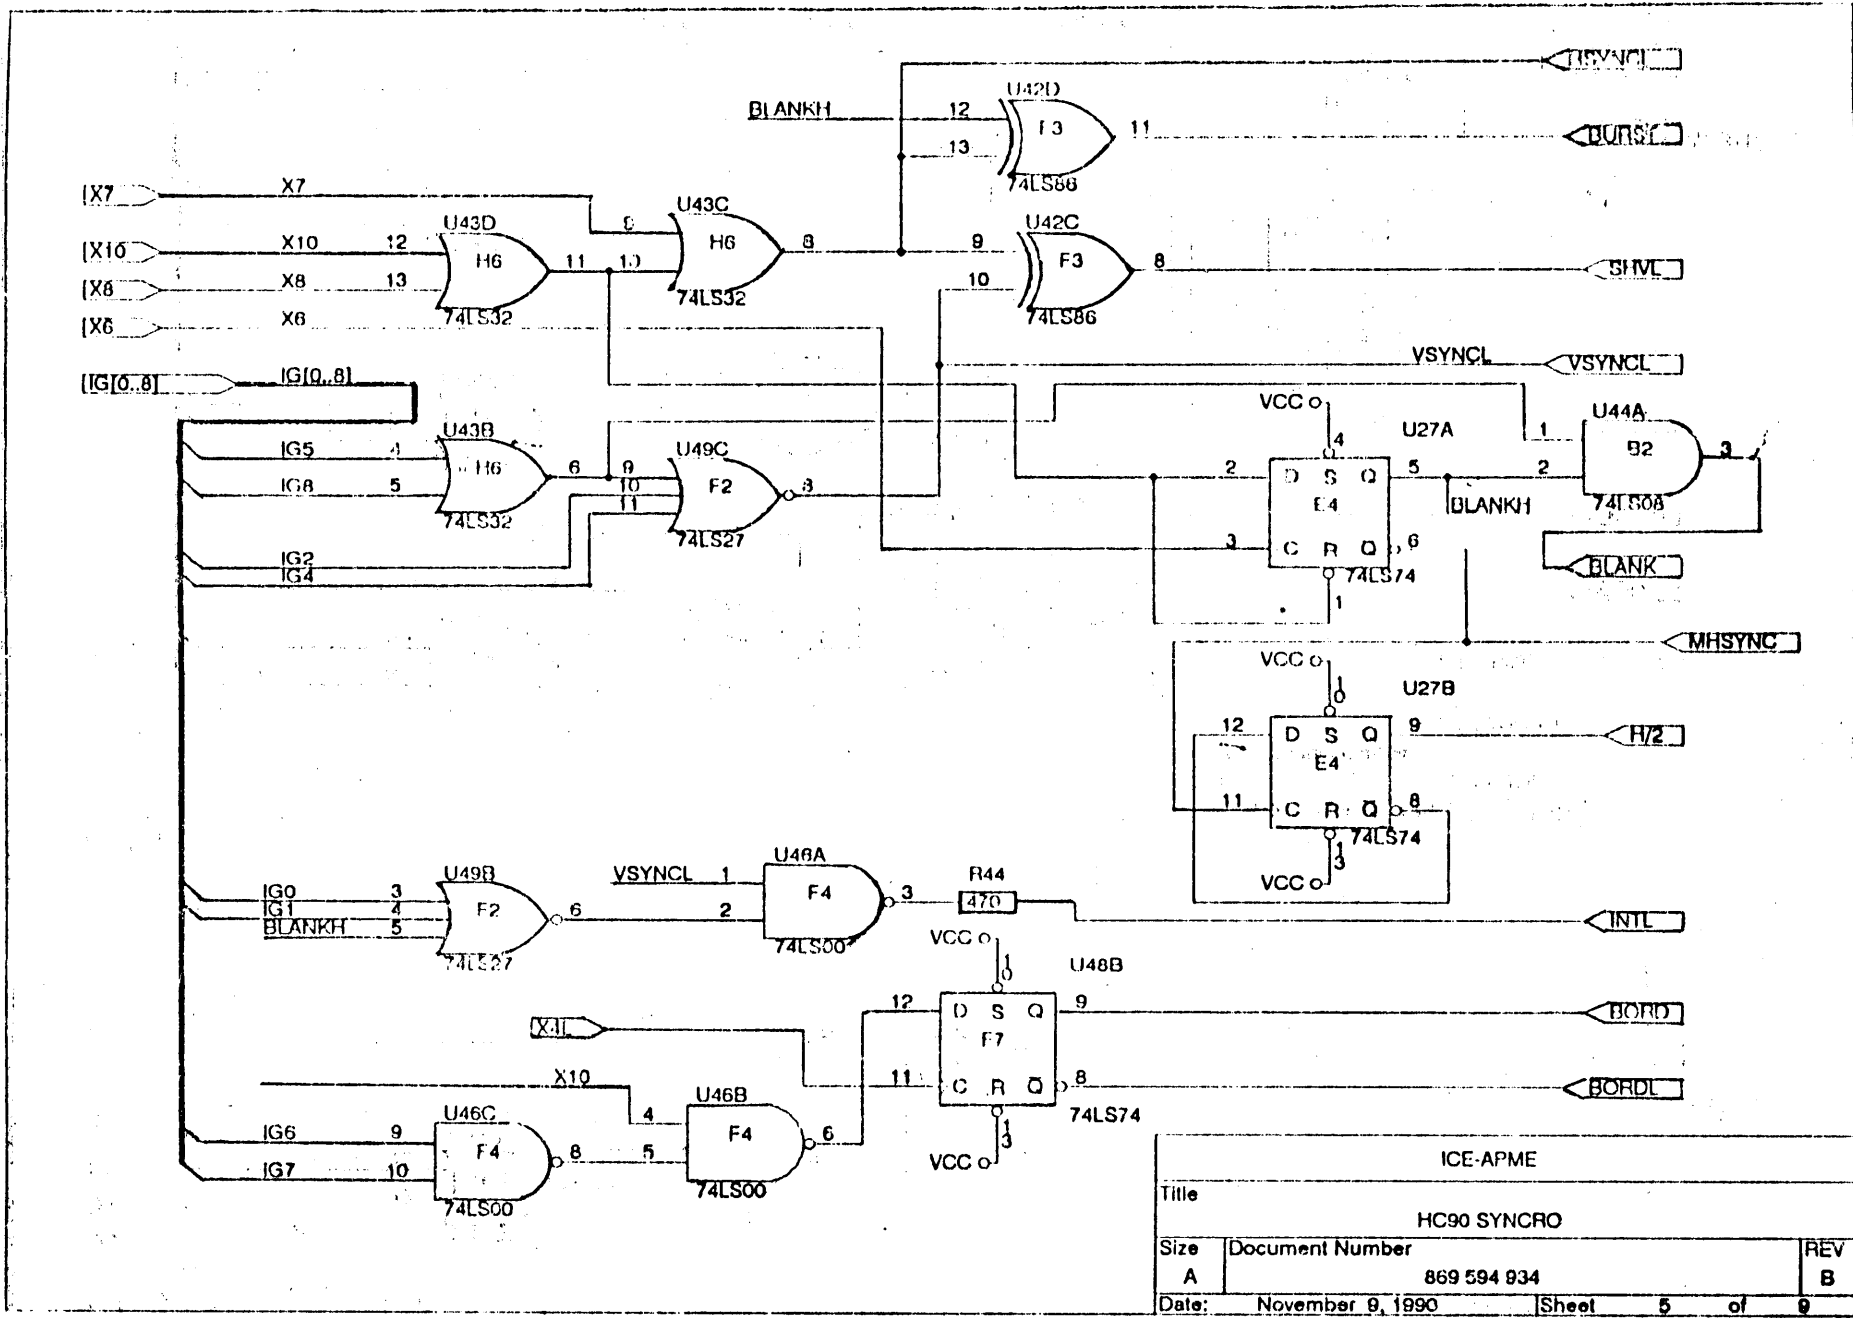 HSYNCL
U42D
BLANKH 12
F3 11 BURST
13
74LS86
X7 X7
U43C
U43D 9 U42C
X10 X10 12 H6 8 9
H6 11 10 F3 8 SHVL
X8 X8 13 10
74LS32
74LS32 74LS86
X6 X6
VSYNCL VSYNCL
IG[0..8] IG[0..8]
VCC U44A
U43B 4 U27A 1
IG5 4 U49C B2 3
H6 6 9 2 D S Q 5 2
IG8 5 10 F2 8
11 E4 BLANKH 74LS08
74LS32 74LS27
3 C R Q 6
IG2 BLANK
IG4 74LS74
1
MHSYNC
VCC
10 U27B
12 D S Q 9 H/2
E4
11 C R Q 8
74LS74
13
U46A
U49B VSYNCL 1 R44 VCC
IG0 3 F4 3 470
IG1 4 F2 6 2 INTL
BLANKH 5
74LS27 74LS00 VCC
10 U48B
12 D S Q 9 BORD
X4L F7
X10 11 C R Q 8 BORDL
U46B
U46C 4 74LS74
IG6 9 F4 6 13
F4 8 5
IG7 10 VCC
74LS00
74LS00
ICE-APME
Title
HC90 SYNCRO
Size Document Number REV
A 869 594 934 B
Date: November 9, 1990 Sheet 5 of 9